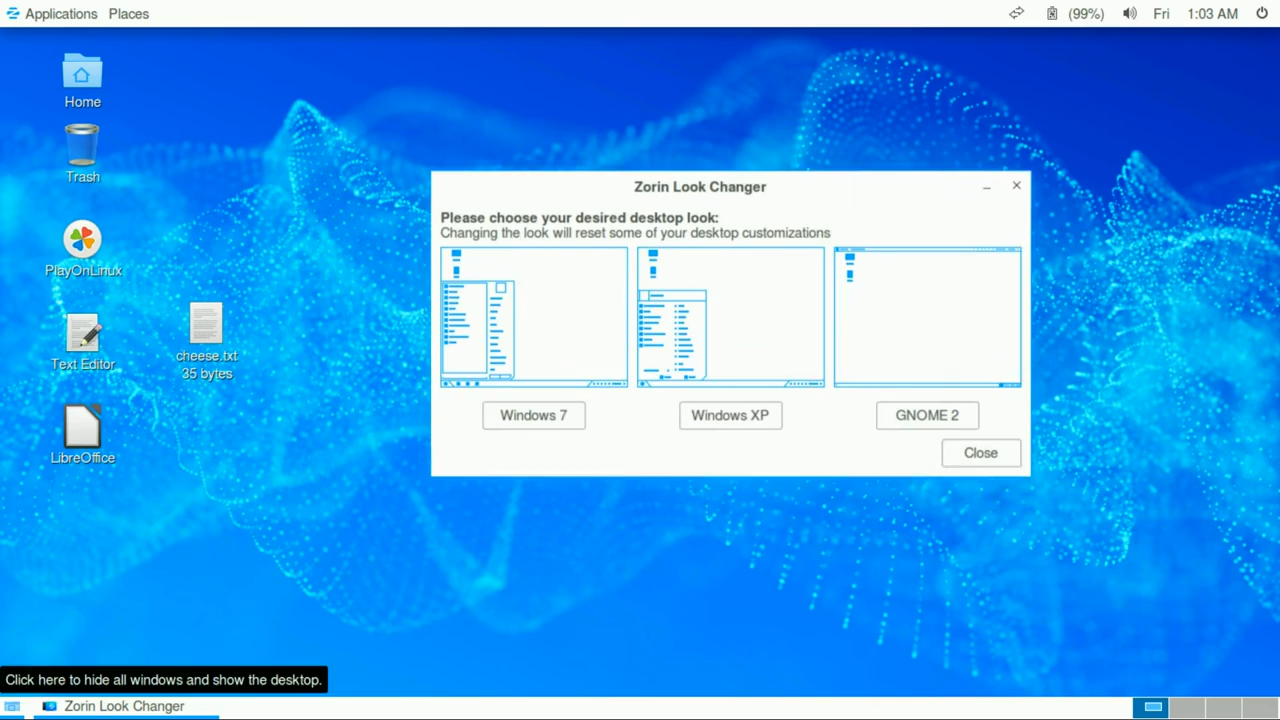 Applications Places
(99%) Fri 1:03 AM
Home
Trash
PlayOnLinux
Text Editor
cheese.txt
35 bytes
LibreOffice
Zorin Look Changer
Please choose your desired desktop look:
Changing the look will reset some of your desktop customizations
Windows 7
Windows XP
GNOME 2
Close
Click here to hide all windows and show the desktop.
Zorin Look Changer